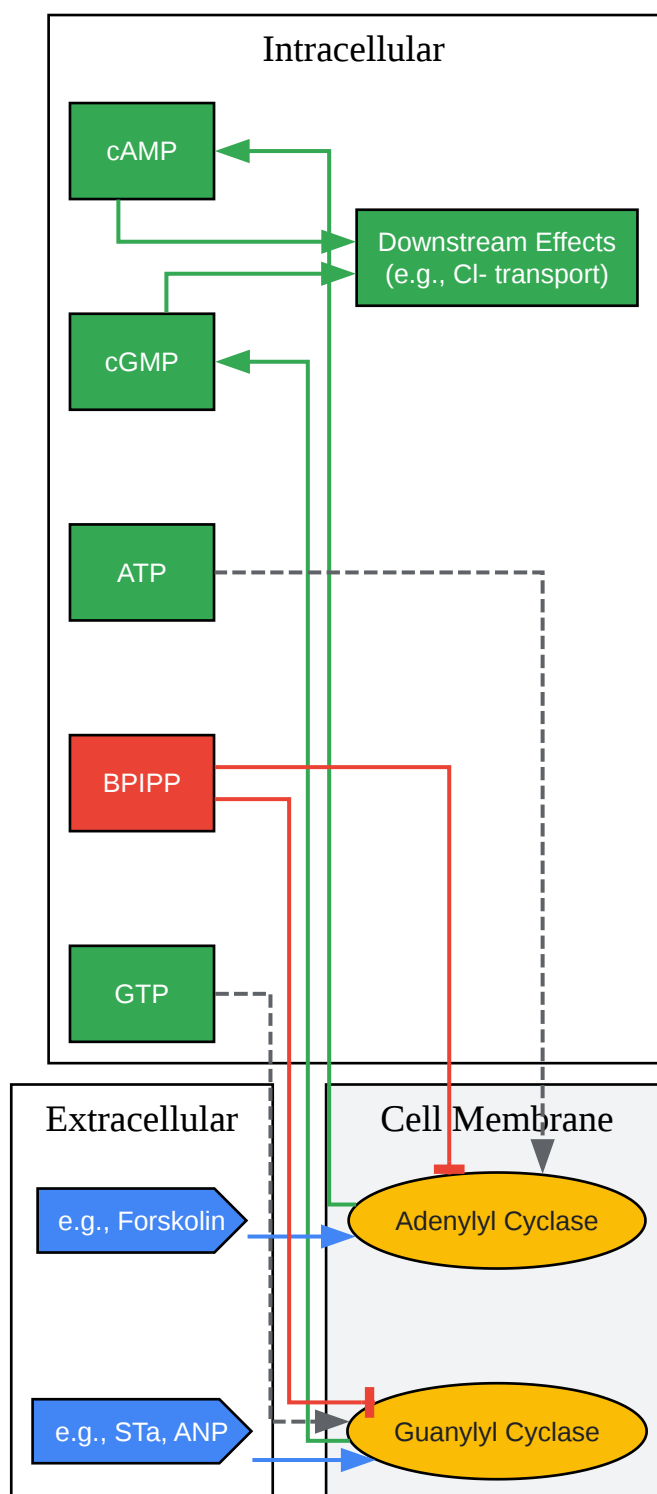 Intracellular
cAMP
Downstream Effects
(e.g., Cl- transport)
cGMP
ATP
BPIPP
GTP
Extracellular
Cell Membrane
e.g., Forskolin
Adenylyl Cyclase
e.g., STa, ANP
Guanylyl Cyclase